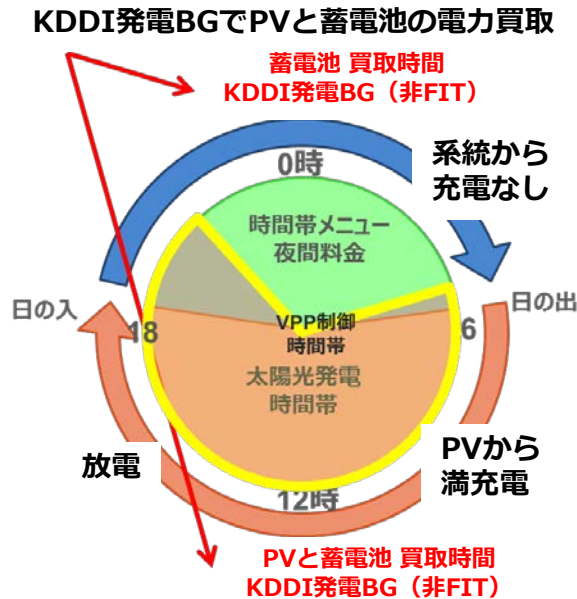 KDDI発電BGでPVと蓄電池の電力買取
蓄電池 買取時間
KDDI発電BG（非FIT）
系統から
充電なし
0時
時間帯メニュー
夜間料金
日の入
日の出
18
VPP制御
時間帯
6
太陽光発電
時間帯
放電
PVから
満充電
12時
PVと蓄電池 買取時間
KDDI発電BG（非FIT）